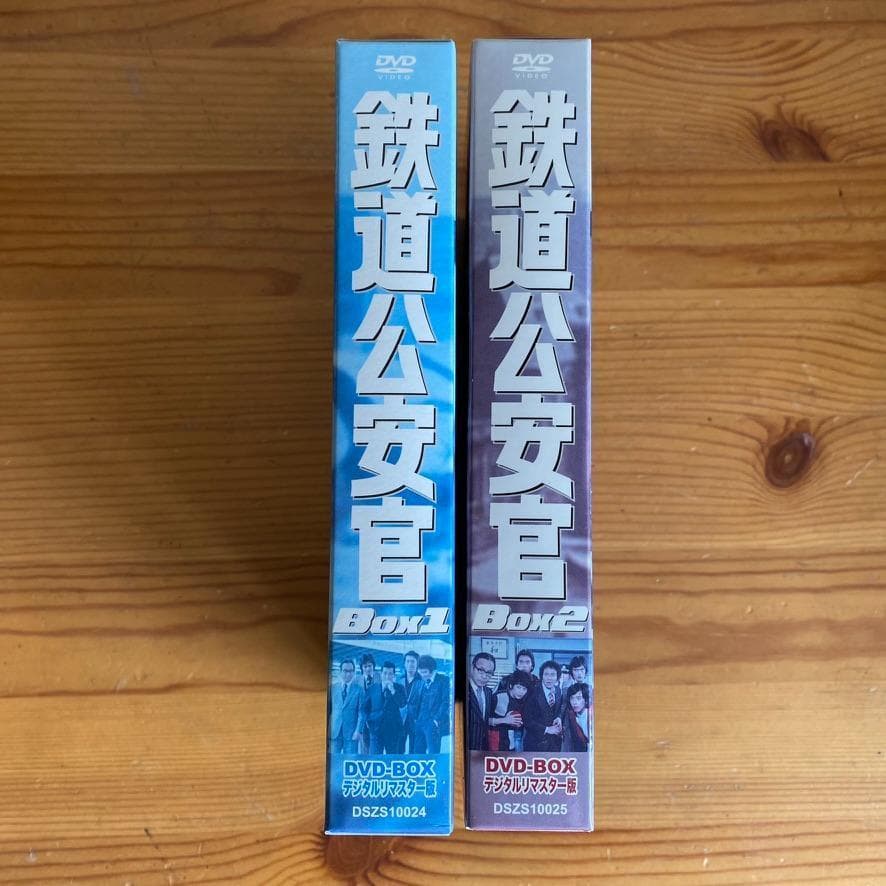 DVD
VIDEO
鉄道公安官
Box1
DVD-BOX
デジタルリマスター版
DSZS10024
DVD
VIDEO
鉄道公安官
Box2
DVD-BOX
デジタルリマスター版
DSZS10025